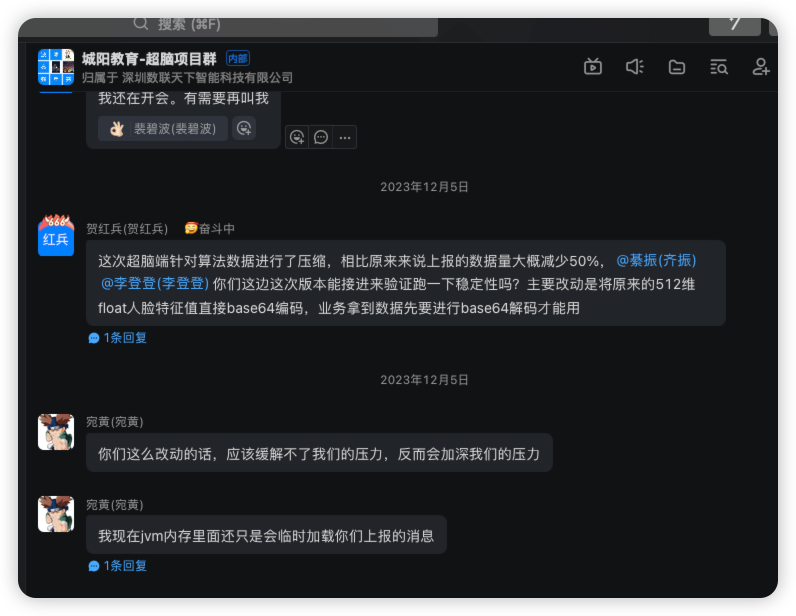 搜索 (⌘F)
城阳教育-超脑项目群 内部
归属于 深圳数联天下智能科技有限公司
我还在开会。有需要再叫我
裴碧波(裴碧波)
2023年12月5日
666
红兵
贺红兵(贺红兵) 奋斗中
这次超脑端针对算法数据进行了压缩，相比原来来说上报的数据量大概减少50%， @綦振(齐振)
@李登登(李登登) 你们这边这次版本能接进来验证跑一下稳定性吗？主要改动是将原来的512维
float人脸特征值直接base64编码，业务拿到数据先要进行base64解码才能用
1条回复
2023年12月5日
宛黄(宛黄)
你们这么改动的话，应该缓解不了我们的压力，反而会加深我们的压力
宛黄(宛黄)
我现在jvm内存里面还只是会临时加载你们上报的消息
1条回复